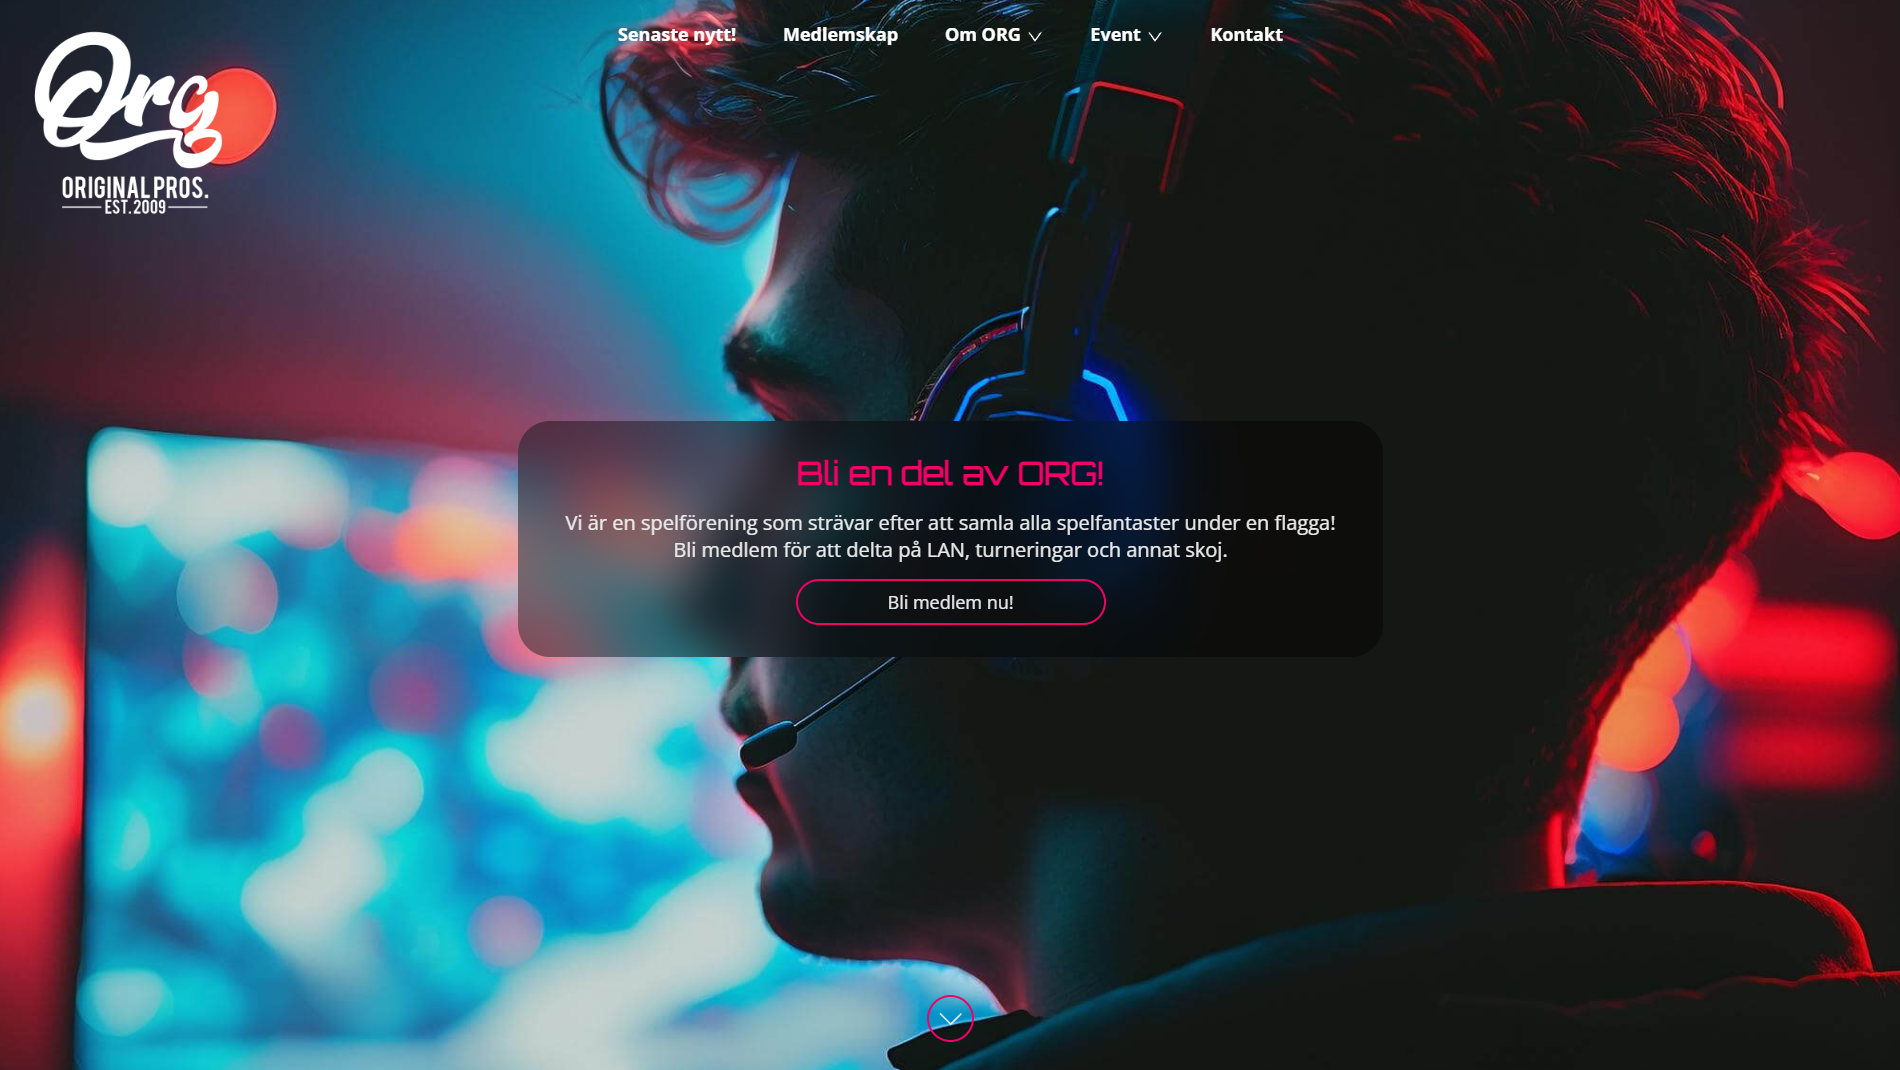 Senaste nytt!
Medlemskap
Om ORG
Event
Kontakt
Org
ORIGINAL PROS.
EST. 2009
Bli en del av ORG!
Vi är en spelförening som strävar efter att samla alla spelfantaster under en flagga!
Bli medlem för att delta på LAN, turneringar och annat skoj.
Bli medlem nu!